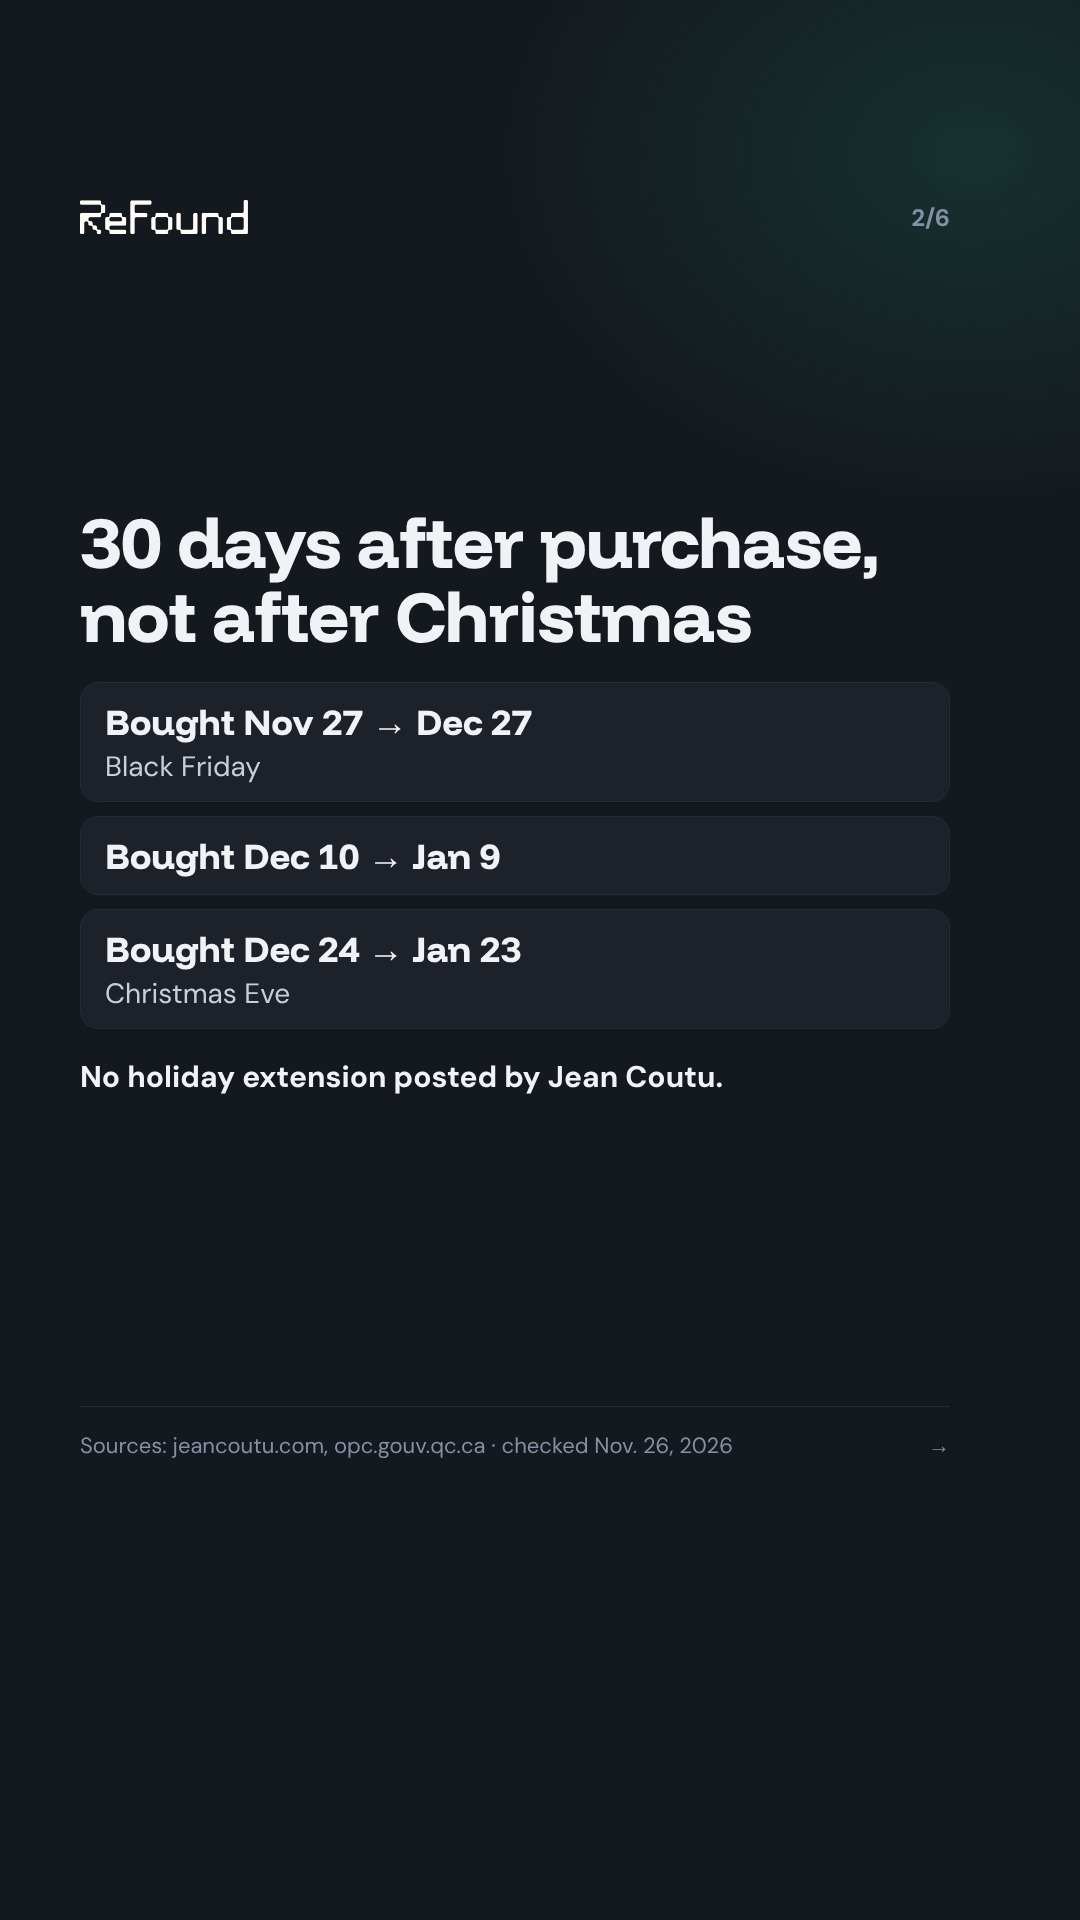 ReFound
2/6
30 days after purchase,
not after Christmas
Bought Nov 27 → Dec 27
Black Friday
Bought Dec 10 → Jan 9
Bought Dec 24 → Jan 23
Christmas Eve
No holiday extension posted by Jean Coutu.
Sources: jeancoutu.com, opc.gouv.qc.ca · checked Nov. 26, 2026 →